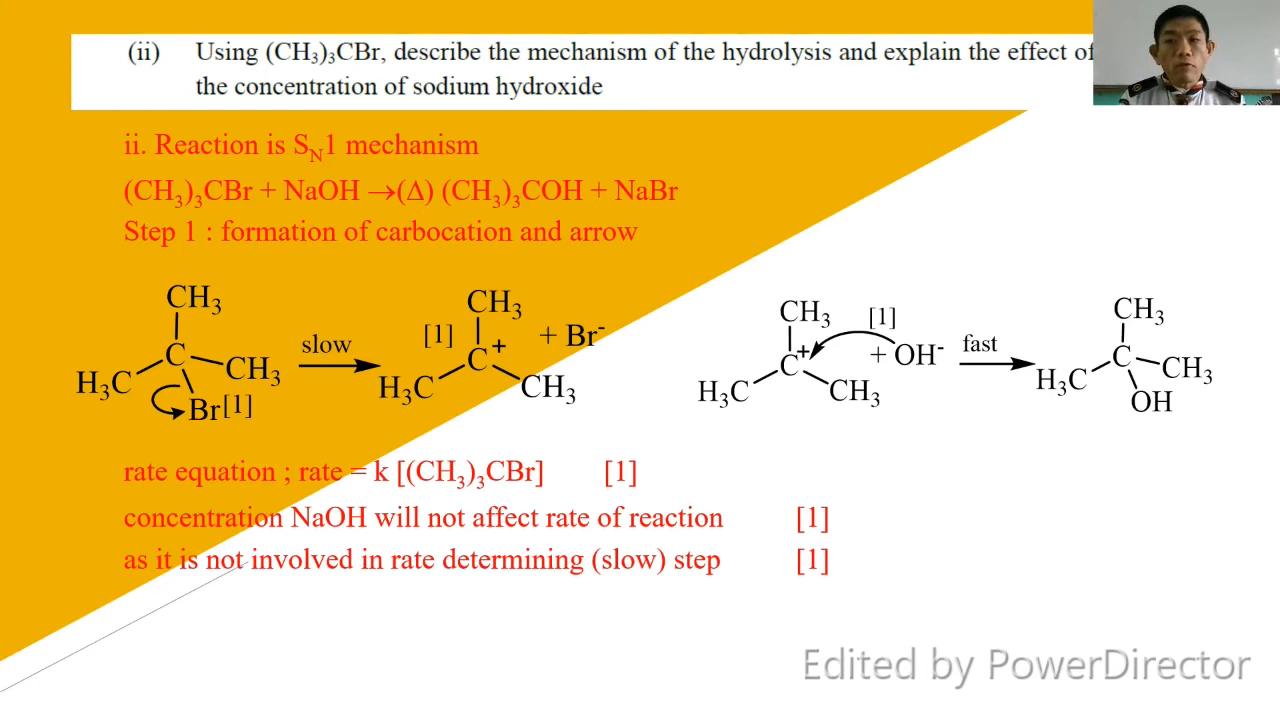 (ii) Using (CH₃)₃CBr, describe the mechanism of the hydrolysis and explain the effect of
the concentration of sodium hydroxide
ii. Reaction is S_N1 mechanism
(CH₃)₃CBr + NaOH →(Δ) (CH₃)₃COH + NaBr
Step 1 : formation of carbocation and arrow
CH₃
C
H₃C
CH₃
Br[1]
slow
[1]
CH₃
C+
H₃C
CH₃
+ Br⁻
CH₃
C+
H₃C
CH₃
[1]
+ OH⁻
fast
CH₃
C
H₃C
CH₃
OH
rate equation ; rate = k [(CH₃)₃CBr] [1]
concentration NaOH will not affect rate of reaction [1]
as it is not involved in rate determining (slow) step [1]
Edited by PowerDirector